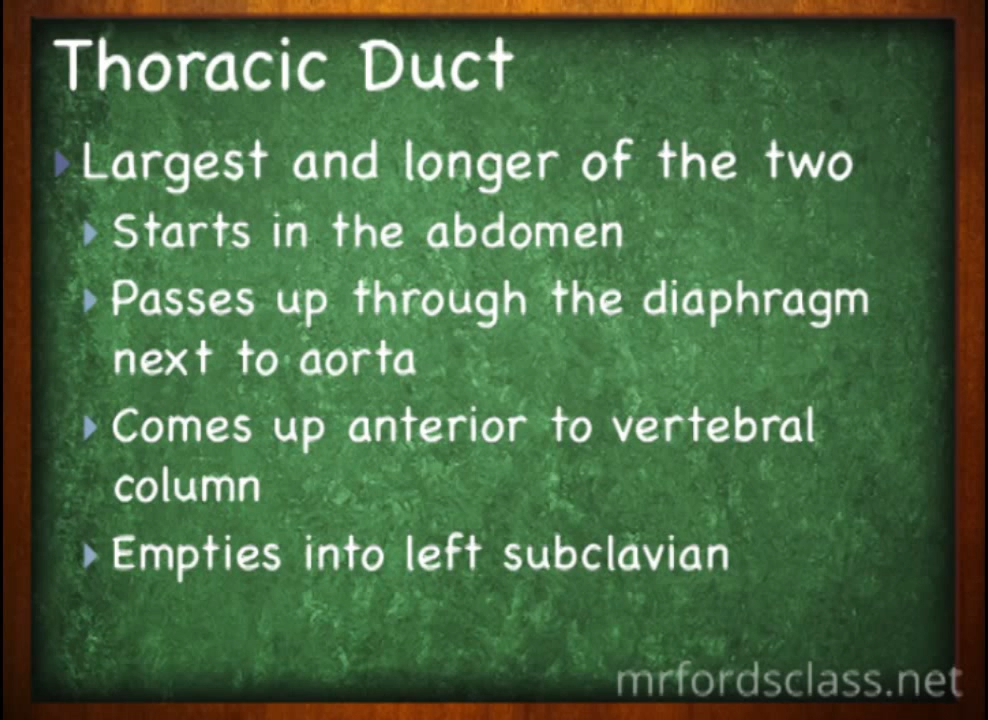 Thoracic Duct
Largest and longer of the two
Starts in the abdomen
Passes up through the diaphragm
next to aorta
Comes up anterior to vertebral
column
Empties into left subclavian
mrfordsclass.net